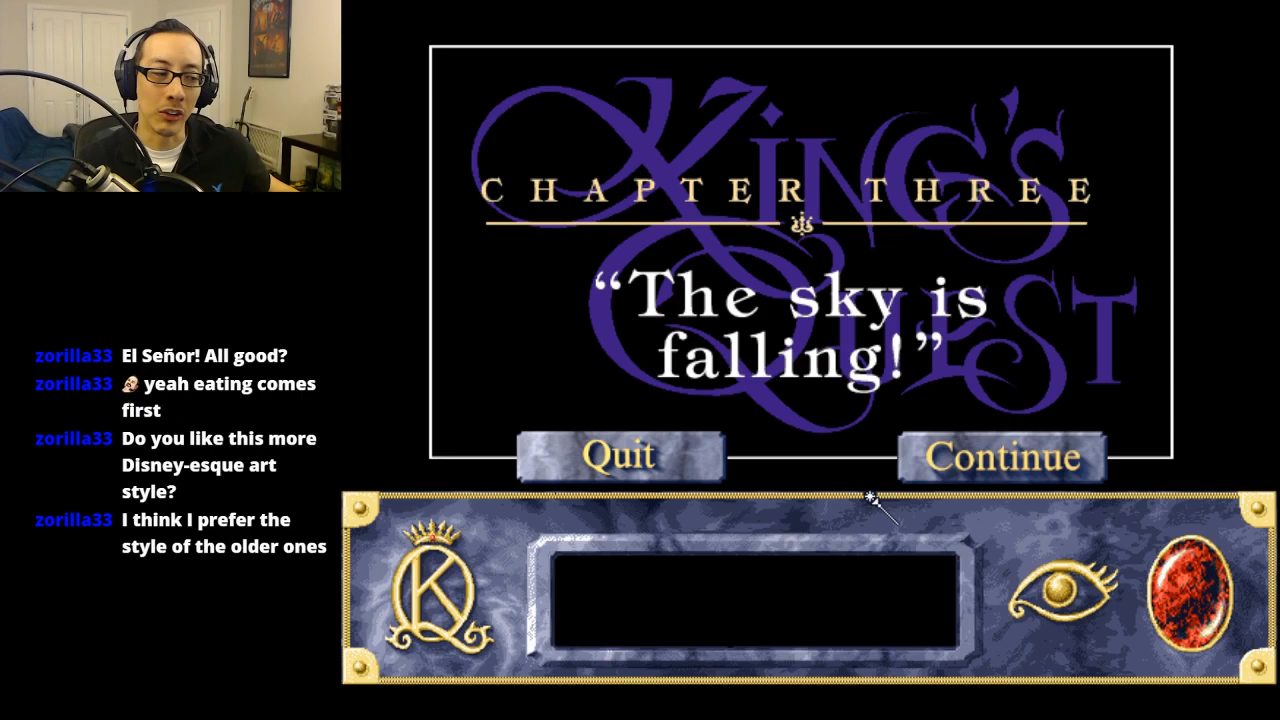 KING'S
QUEST
CHAPTER THREE
“The sky is
falling!”
Quit
Continue
zorilla33 El Señor! All good?
zorilla33 yeah eating comes
first
zorilla33 Do you like this more
Disney-esque art
style?
zorilla33 I think I prefer the
style of the older ones
KQ